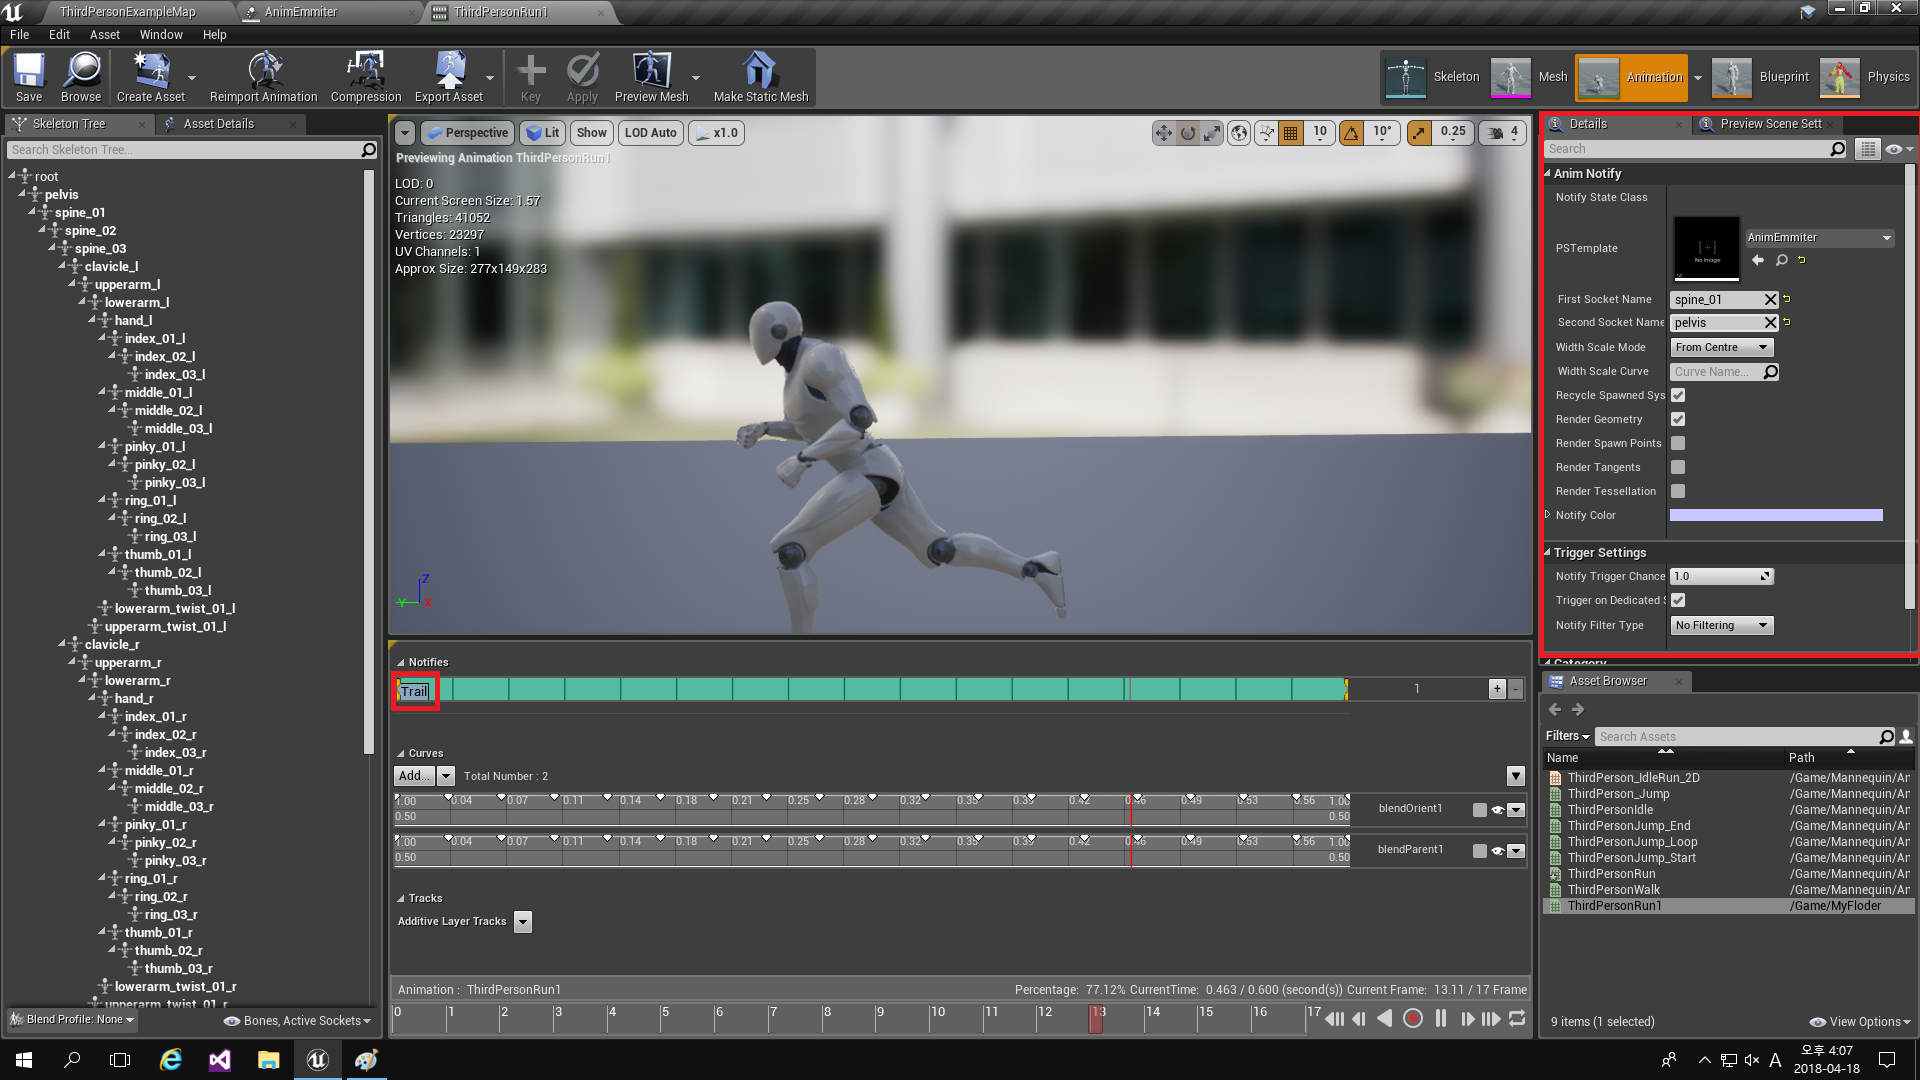 ThirdPersonExampleMap
AnimEmmiter
ThirdPersonRun1
File Edit Asset Window Help
Save
Browse
Create Asset
Reimport Animation
Compression
Export Asset
Key
Apply
Preview Mesh
Make Static Mesh
Skeleton
Mesh
Animation
Blueprint
Physics
Skeleton Tree
Asset Details
Search Skeleton Tree...
root
pelvis
spine_01
spine_02
spine_03
clavicle_l
upperarm_l
lowerarm_l
hand_l
index_01_l
index_02_l
index_03_l
middle_01_l
middle_02_l
middle_03_l
pinky_01_l
pinky_02_l
pinky_03_l
ring_01_l
ring_02_l
ring_03_l
thumb_01_l
thumb_02_l
thumb_03_l
lowerarm_twist_01_l
upperarm_twist_01_l
clavicle_r
upperarm_r
lowerarm_r
hand_r
index_01_r
index_02_r
index_03_r
middle_01_r
middle_02_r
middle_03_r
pinky_01_r
pinky_02_r
pinky_03_r
ring_01_r
ring_02_r
ring_03_r
thumb_01_r
thumb_02_r
thumb_03_r
lowerarm_twist_01_r
upperarm_twist_01_r
Blend Profile: None
Bones, Active Sockets
Perspective Lit Show LOD Auto x1.0
10 10° 0.25 4
Previewing Animation ThirdPersonRun1
LOD: 0
Current Screen Size: 1.57
Triangles: 41052
Vertices: 23297
UV Channels: 1
Approx Size: 277x149x283
Z
Y X
Notifies
Trail
1
+ -
Curves
Add... Total Number : 2
1.00 0.04 0.07 0.11 0.14 0.18 0.21 0.25 0.28 0.32 0.35 0.39 0.42 0.46 0.49 0.53 0.56 1.00
0.50 0.50
blendOrient1
1.00 0.04 0.07 0.11 0.14 0.18 0.21 0.25 0.28 0.32 0.35 0.39 0.42 0.46 0.49 0.53 0.56 1.00
0.50 0.50
blendParent1
Tracks
Additive Layer Tracks
Animation : ThirdPersonRun1
Percentage: 77.12% CurrentTime: 0.463 / 0.600 (second(s)) Current Frame: 13.11 / 17 Frame
0 1 2 3 4 5 6 7 8 9 10 11 12 13 14 15 16 17
Details
Preview Scene Sett
Search
Anim Notify
Notify State Class
PSTemplate
[+]
No Image
AnimEmmiter
First Socket Name spine_01
Second Socket Name pelvis
Width Scale Mode From Centre
Width Scale Curve Curve Name...
Recycle Spawned Sys
Render Geometry
Render Spawn Points
Render Tangents
Render Tessellation
Notify Color
Trigger Settings
Notify Trigger Chance 1.0
Trigger on Dedicated S
Notify Filter Type No Filtering
Category
Asset Browser
Filters Search Assets
Name Path
ThirdPerson_IdleRun_2D /Game/Mannequin/An
ThirdPerson_Jump /Game/Mannequin/An
ThirdPersonIdle /Game/Mannequin/An
ThirdPersonJump_End /Game/Mannequin/An
ThirdPersonJump_Loop /Game/Mannequin/An
ThirdPersonJump_Start /Game/Mannequin/An
ThirdPersonRun /Game/Mannequin/An
ThirdPersonWalk /Game/Mannequin/An
ThirdPersonRun1 /Game/MyFloder
9 items (1 selected)
View Options
A
오후 4:07
2018-04-18